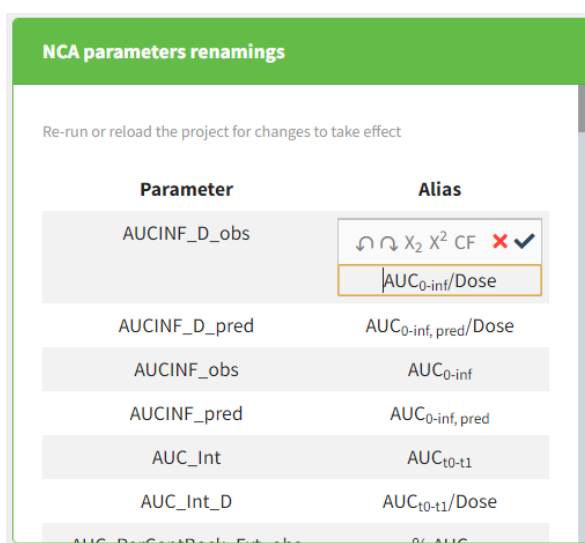 NCA parameters renamings
Re-run or reload the project for changes to take effect
Parameter Alias
AUCINF_D_obs X₂ X² CF
AUC₀₋inf/Dose
AUCINF_D_pred AUC₀₋inf, pred/Dose
AUCINF_obs AUC₀₋inf
AUCINF_pred AUC₀₋inf, pred
AUC_Int AUCt0-t1
AUC_Int_D AUCt0-t1/Dose